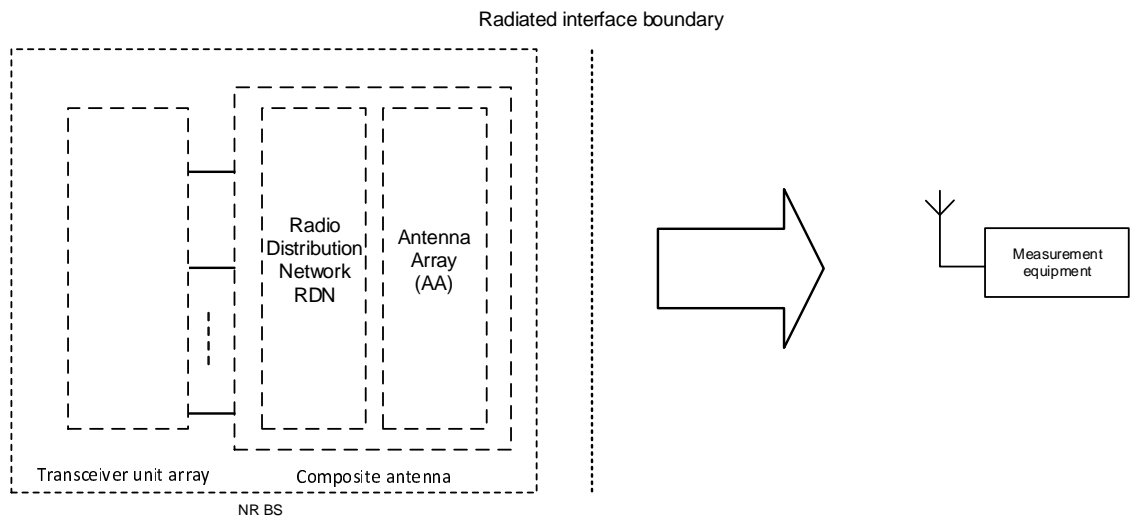 Radiated interface boundary
Radio
Distribution
Network
RDN
Antenna
Array
(AA)
Measurement
equipment
Transceiver unit array
Composite antenna
NR BS